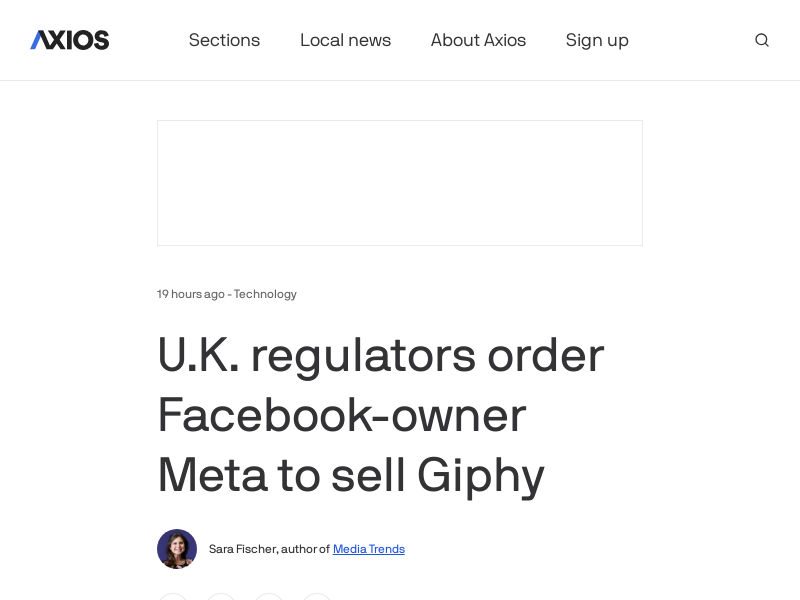 AXIOS
Sections
Local news
About Axios
Sign up
19 hours ago - Technology
U.K. regulators order
Facebook-owner
Meta to sell Giphy
Sara Fischer, author of Media Trends